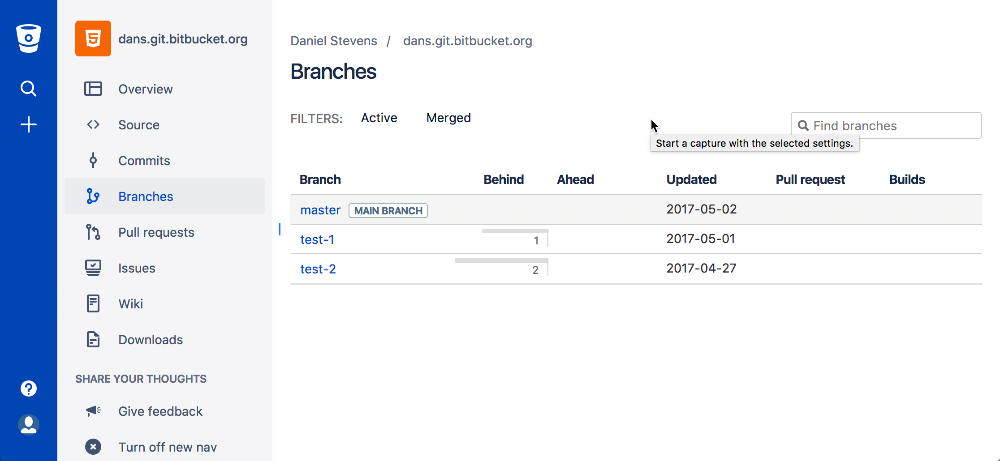 dans.git.bitbucket.org
Overview
Source
Commits
Branches
Pull requests
Issues
Wiki
Downloads
SHARE YOUR THOUGHTS
Give feedback
Turn off new nav
Daniel Stevens / dans.git.bitbucket.org
Branches
FILTERS: Active Merged
Find branches
Start a capture with the selected settings.
Branch Behind Ahead Updated Pull request Builds
master MAIN BRANCH 2017-05-02
test-1 1 2017-05-01
test-2 2 2017-04-27